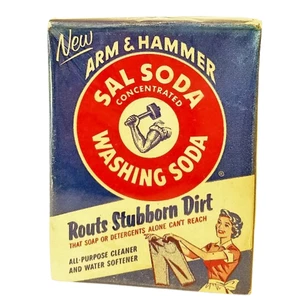 New
ARM & HAMMER
SAL SODA
CONCENTRATED
WASHING SODA
®
Routs Stubborn Dirt
THAT SOAP OR DETERGENTS ALONE CAN'T REACH
ALL-PURPOSE CLEANER
AND WATER SOFTENER